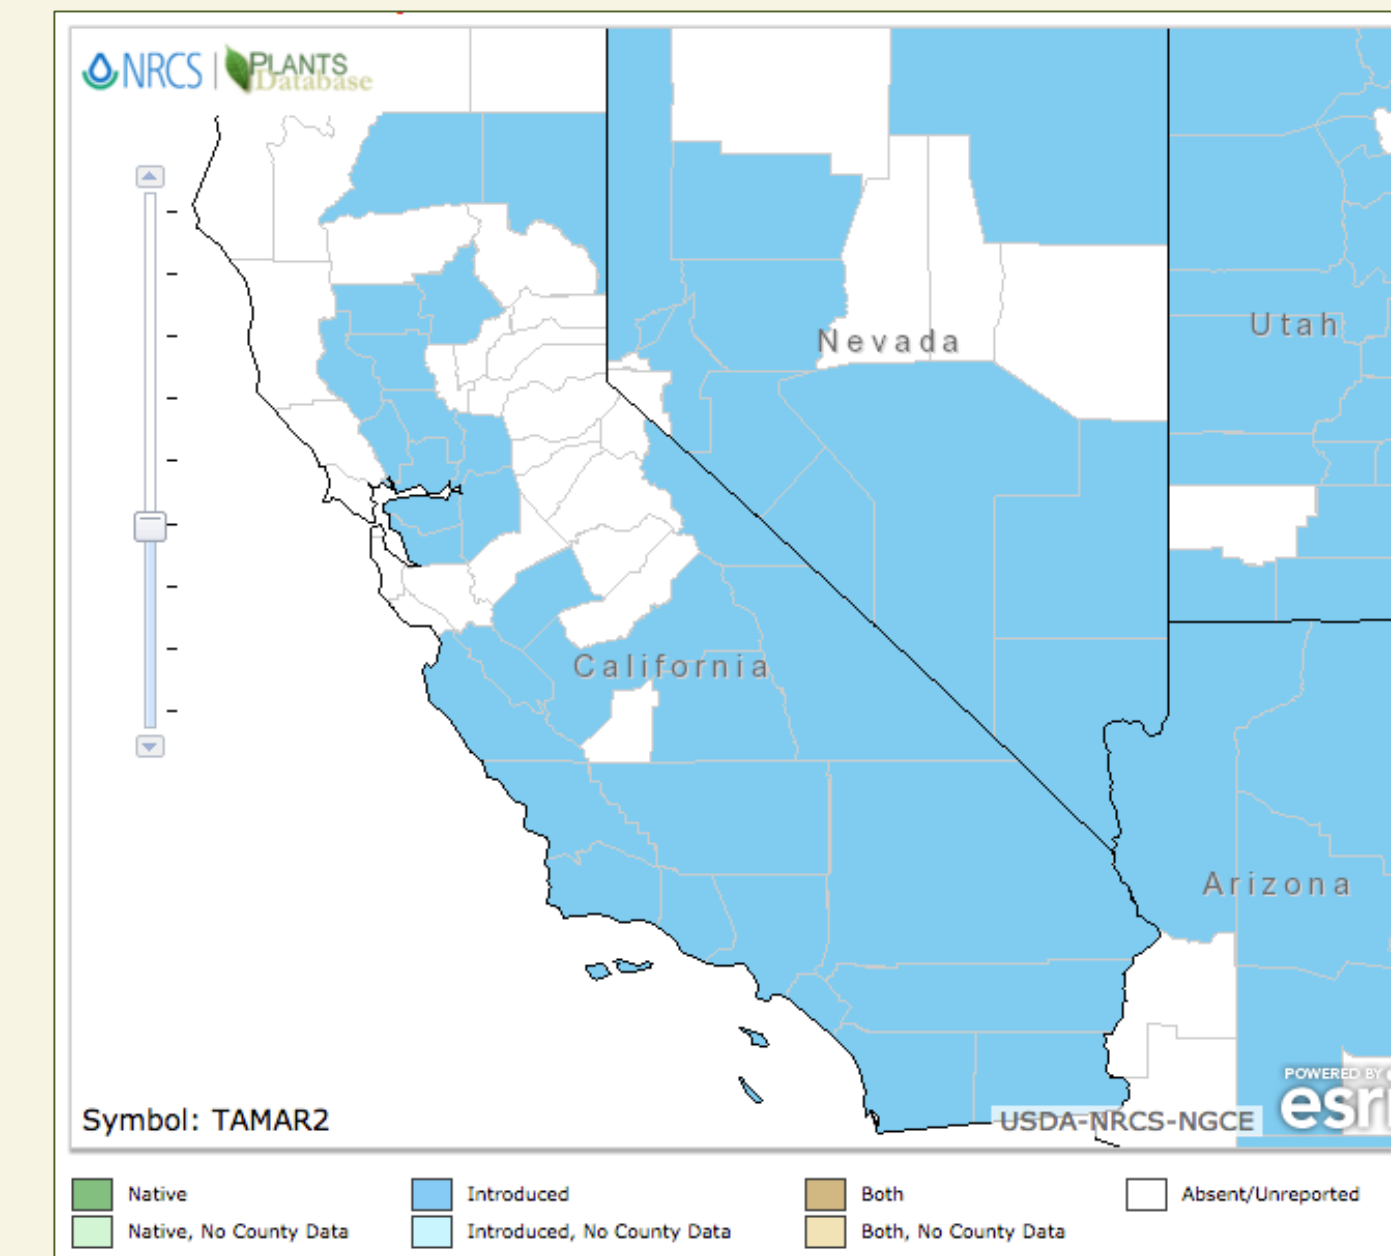 NRCS | PLANTS
Database
Nevada
Utah
California
Arizona
POWERED BY
esri
Symbol: TAMAR2
USDA-NRCS-NGCE
Native
Introduced
Both
Absent/Unreported
Native, No County Data
Introduced, No County Data
Both, No County Data